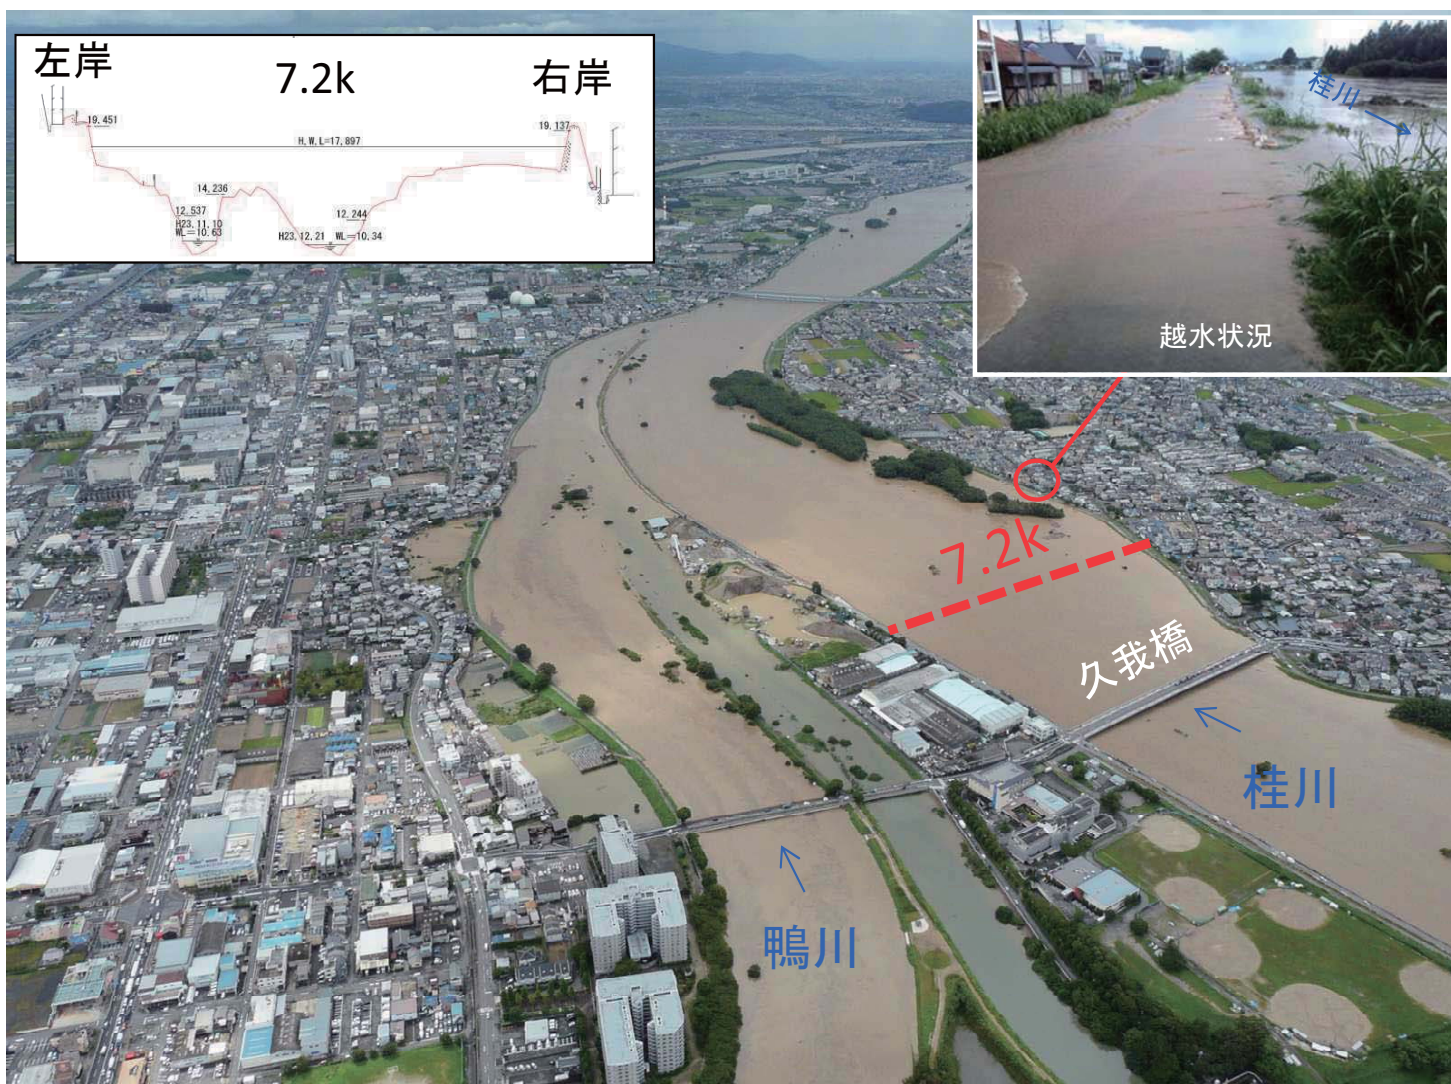 左岸
7.2k
右岸
19.451
19.137
H.W.L=17.897
14.236
12.537
H23.11.10
WL=10.63
12.244
H23.12.21 WL=10.34
桂川
越水状況
7.2k
久我橋
桂川
鴨川